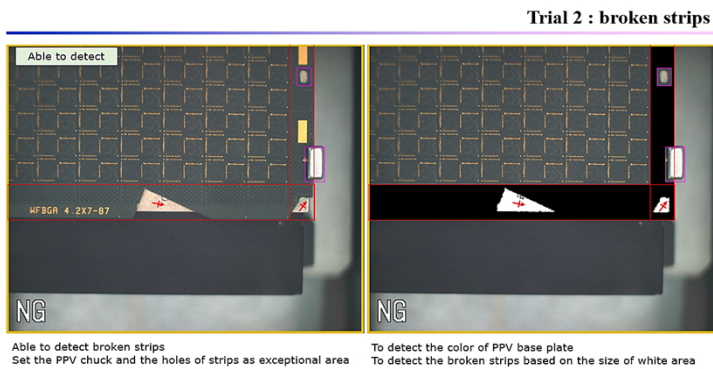 Trial 2 : broken strips
Able to detect
WFBGA 4.2X7-87
NG
NG
Able to detect broken strips
Set the PPV chuck and the holes of strips as exceptional area
To detect the color of PPV base plate
To detect the broken strips based on the size of white area